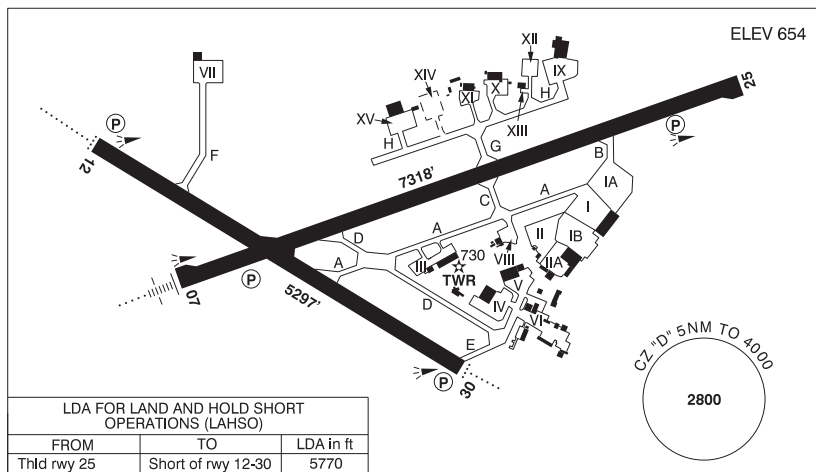 ELEV 654
XII
VII
XIV
IX
XI
X
H
25
XV
XIII
P
P
H
12
F
G
7318'
B
IA
C
A
I
D
A
II
IB
730
A
III
VIII
IIA
TWR
P
07
V
D
IV
5297'
VI
E
P
30
CZ "D" 5NM TO 4000
2800
LDA FOR LAND AND HOLD SHORT
OPERATIONS (LAHSO)
FROM TO LDA in ft
Thld rwy 25 Short of rwy 12-30 5770